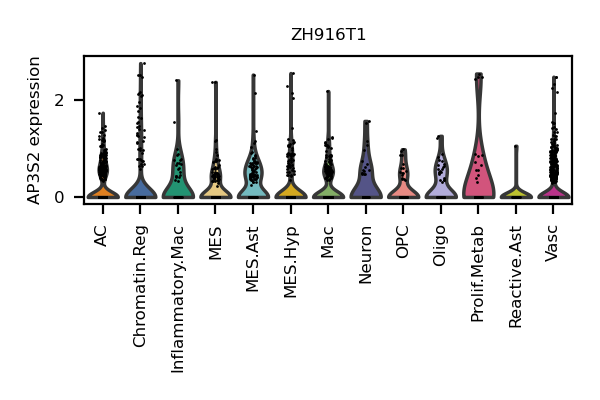 ZH916T1
AP3S2 expression
2
0
AC
Chromatin.Reg
Inflammatory.Mac
MES
MES.Ast
MES.Hyp
Mac
Neuron
OPC
Oligo
Prolif.Metab
Reactive.Ast
Vasc